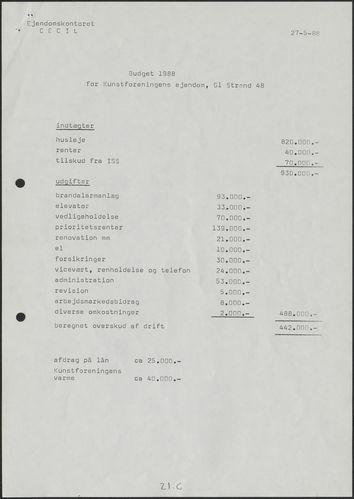 Ejendomskontoret
CECIL
27-5-88
Budget 1988
for Kunstforeningens ejendom, Gl Strand 48
indtægter
husleje 820.000.-
renter 40.000.-
tilskud fra ISS 70.000.-
930.000.-
udgifter
brandalarmanlæg 93.000.-
elevator 33.000.-
vedligeholdelse 70.000.-
prioritetsrenter 139.000.-
renovation mm 21.000.-
el 10.000.-
forsikringer 30.000.-
vicevært, renholdelse og telefon 24.000.-
administration 53.000.-
revision 5.000.-
arbejdsmarkedsbidrag 8.000.-
diverse omkostninger 2.000.- 488.000.-
beregnet overskud af drift 442.000.-
afdrag på lån ca 25.000.-
Kunstforeningens
varme ca 40.000.-
21.C